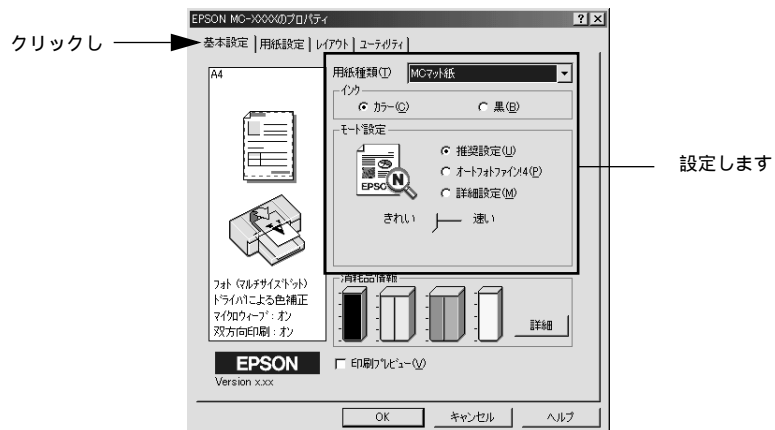 EPSON MC-XXXXのプロパティ
クリックし
基本設定 用紙設定 レイアウト ユーティリティ
A4
用紙種類(T) MCマット紙
インク
カラー(C) 黒(B)
モード設定
推奨設定(U)
オートフォトファイン!4(P)
詳細設定(M)
EPSO N
きれい 速い
設定します
フォト (マルチサイズドット)
ドライバによる色補正
マイクロウィーブ : オン
双方向印刷 : オン
消耗品情報
詳細
EPSON
Version x.xx
印刷プレビュー(V)
OK キャンセル ヘルプ